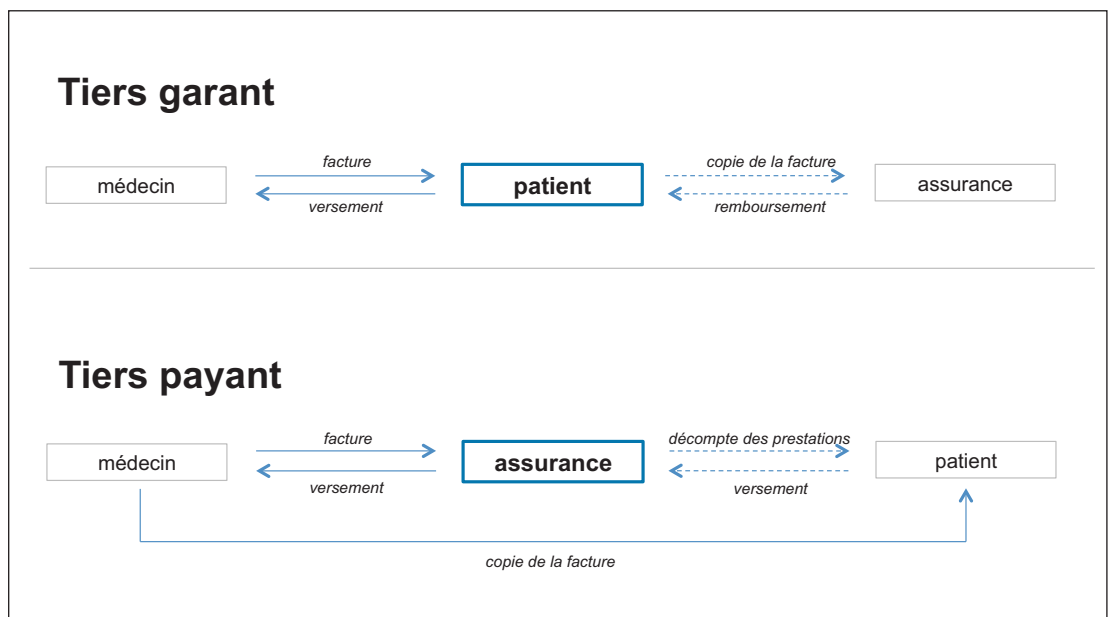 Tiers garant
facture
copie de la facture
médecin
patient
assurance
versement
remboursement
Tiers payant
facture
décompte des prestations
médecin
assurance
patient
versement
versement
copie de la facture